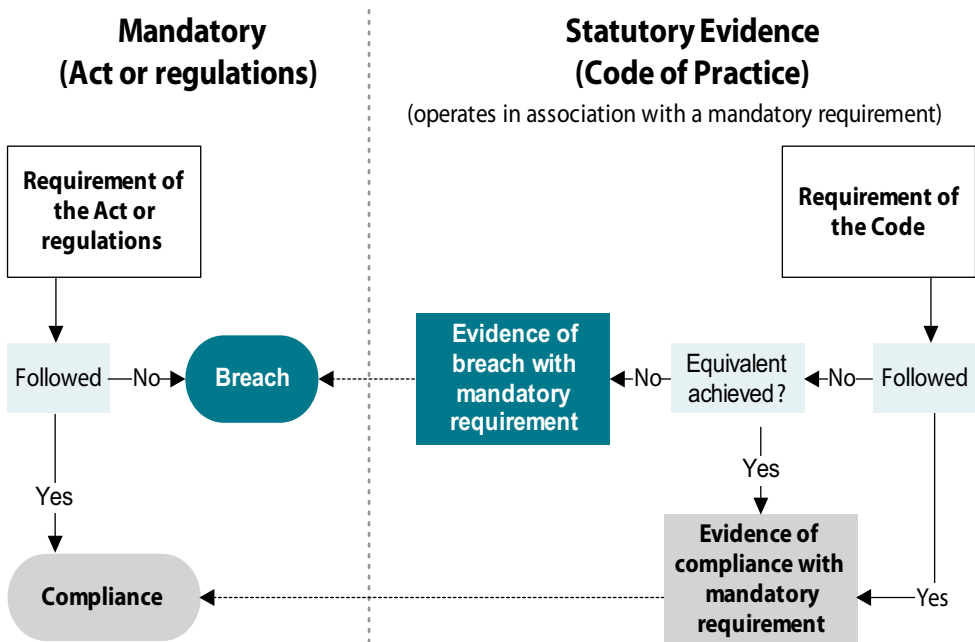 Mandatory
(Act or regulations)
Statutory Evidence
(Code of Practice)
(operates in association with a mandatory requirement)
Requirement of
the Act or
regulations
Requirement of
the Code
Followed
No
Breach
Evidence of
breach with
mandatory
requirement
No
Equivalent
achieved?
No
Followed
Yes
Yes
Compliance
Evidence of
compliance with
mandatory
requirement
Yes